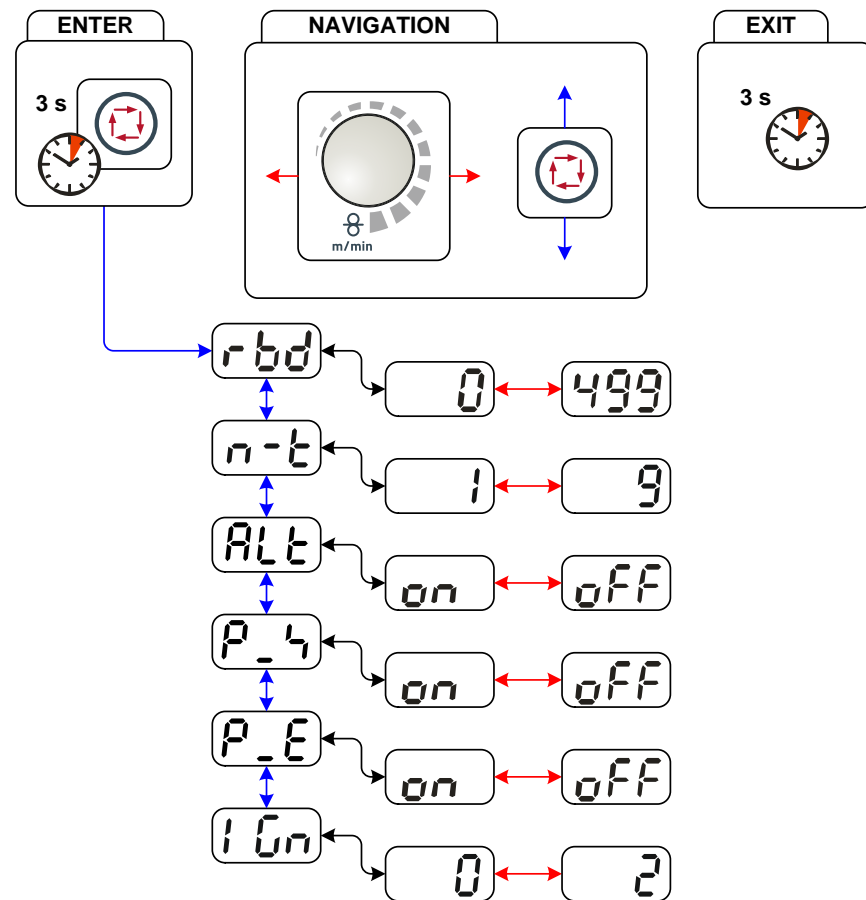 ENTER
NAVIGATION
EXIT
3 s
3 s
m/min
rbd
0
499
n-t
1
9
ALt
on
oFF
P_4
on
oFF
P_E
on
oFF
IGn
0
2